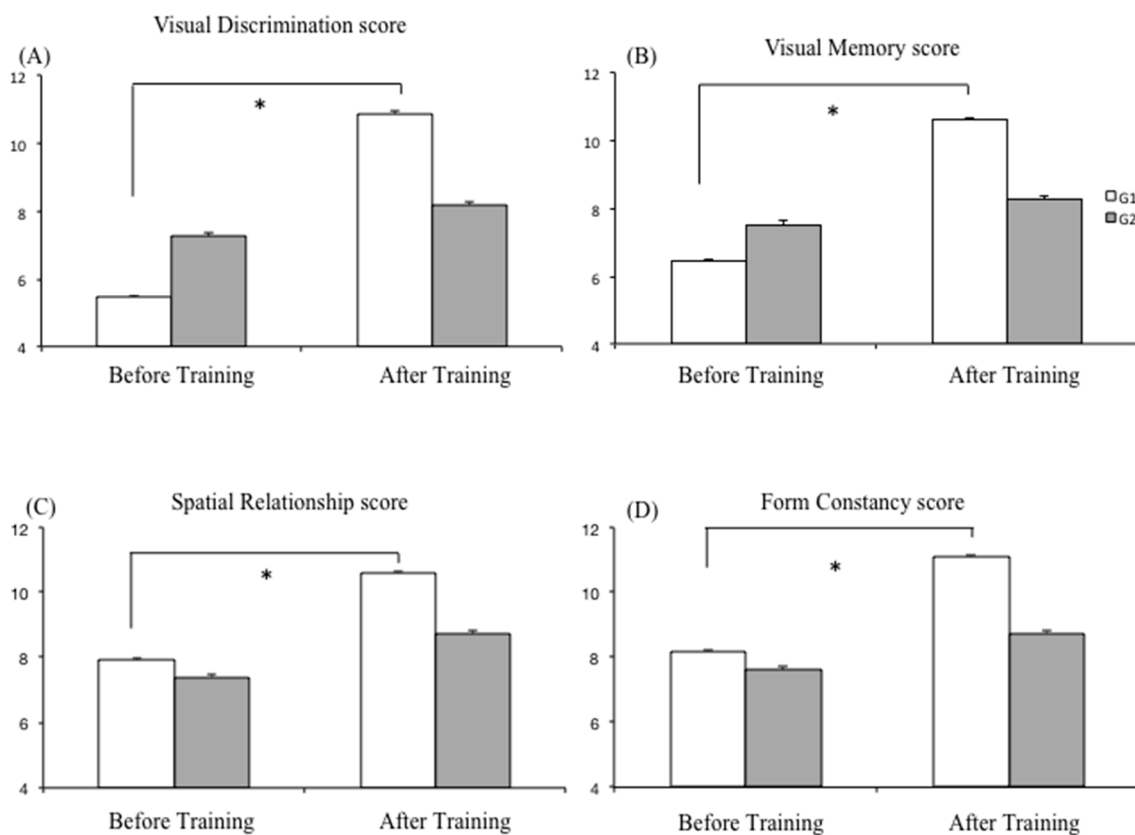 Visual Discrimination score
(A)
12
10
8
6
4
*
Before Training
After Training
Visual Memory score
(B)
12
10
8
6
4
*
G1
G2
Before Training
After Training
Spatial Relationship score
(C)
12
10
8
6
4
*
Before Training
After Training
Form Constancy score
(D)
12
10
8
6
4
*
Before Training
After Training